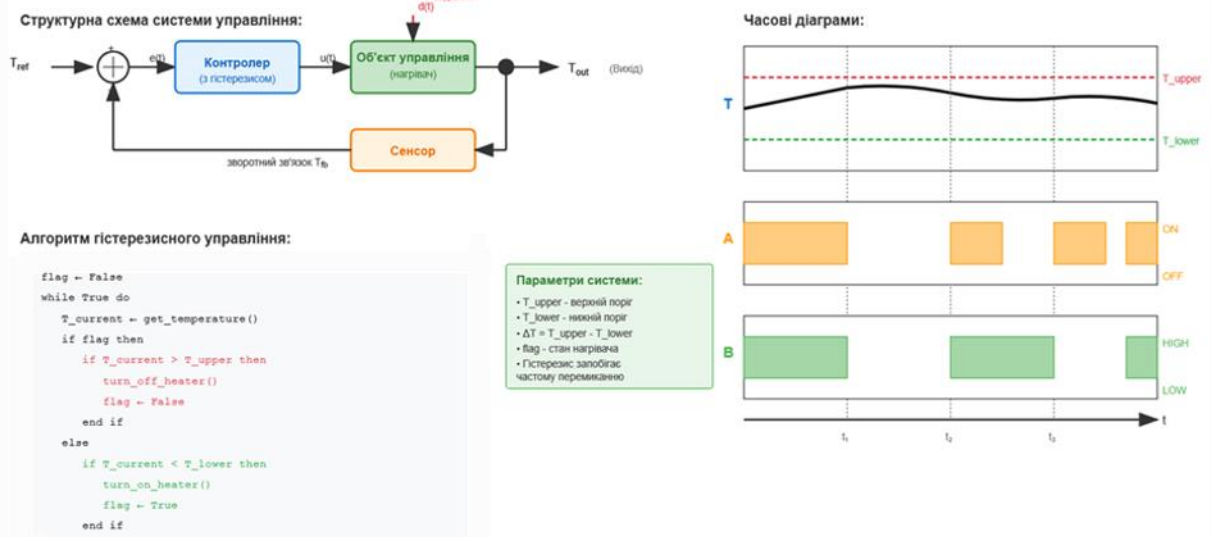 Структурна схема системи управління:
d(t)
T_ref
+
e(t)
Контролер
(з гістерезисом)
u(t)
Об'єкт управління
(нагрівач)
T_out
(Вихід)
Сенсор
зворотний зв'язок T_fb
Алгоритм гістерезисного управління:
flag ← False
while True do
T_current ← get_temperature()
if flag then
if T_current > T_upper then
turn_off_heater()
flag ← False
end if
else
if T_current < T_lower then
turn_on_heater()
flag ← True
end if
Параметри системи:
• T_upper - верхній поріг
• T_lower - нижній поріг
• ΔT = T_upper - T_lower
• flag - стан нагрівача
• Гістерезис запобігає
частому перемиканню
Часові діаграми:
T
T_upper
T_lower
A
ON
OFF
B
HIGH
LOW
t
t₁
t₂
t₃